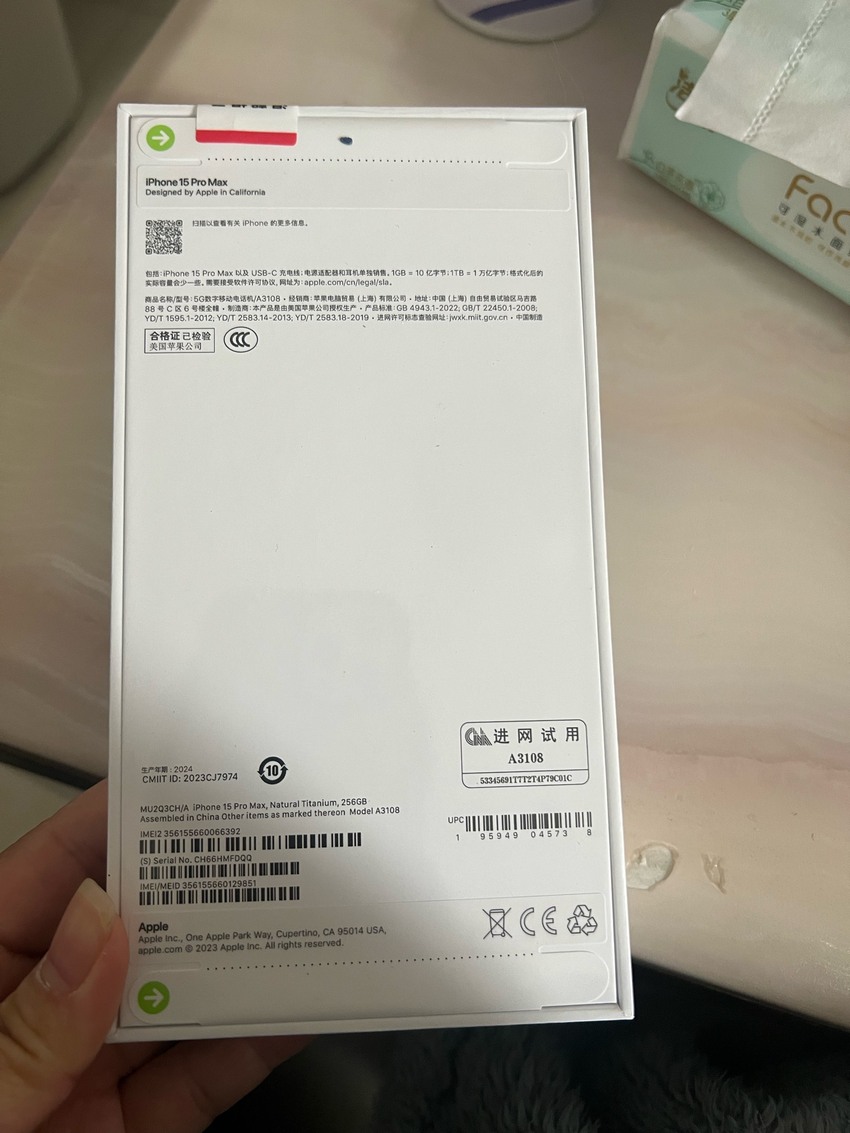 iPhone 15 Pro Max
Designed by Apple in California
扫描以查看有关 iPhone 的更多信息。
包括:iPhone 15 Pro Max 以及 USB-C 充电线;电源适配器和耳机单独销售。1GB = 10 亿字节;1TB = 1 万亿字节;格式化后的
实际容量会少一些。需要接受软件许可协议,网址为:apple.com/cn/legal/sla。
商品名称/型号:5G数字移动电话机/A3108・经销商:苹果电脑贸易 (上海) 有限公司・地址:中国 (上海) 自由贸易试验区马吉路
88 号 C 区 6 号楼全幢・制造商:本产品是由美国苹果公司授权生产・产品标准:GB 4943.1-2022; GB/T 22450.1-2008;
YD/T 1595.1-2012; YD/T 2583.14-2013; YD/T 2583.18-2019・进网许可标志查验网址:jwxk.miit.gov.cn・中国制造
合格证 已检验
美国苹果公司
CCC
进网试用
A3108
53345691T7T2T4P79C01C
生产年期:2024
CMIIT ID: 2023CJ7974
10
MU2Q3CH/A iPhone 15 Pro Max, Natural Titanium, 256GB
Assembled in China Other items as marked thereon Model A3108
IMEI2 356155660066392
(S) Serial No. CH66HMFDQQ
IMEI/MEID 356155660129851
UPC
1 95949 04573 8
Apple
Apple Inc., One Apple Park Way, Cupertino, CA 95014 USA,
apple.com © 2023 Apple Inc. All rights reserved.
CE
Fac